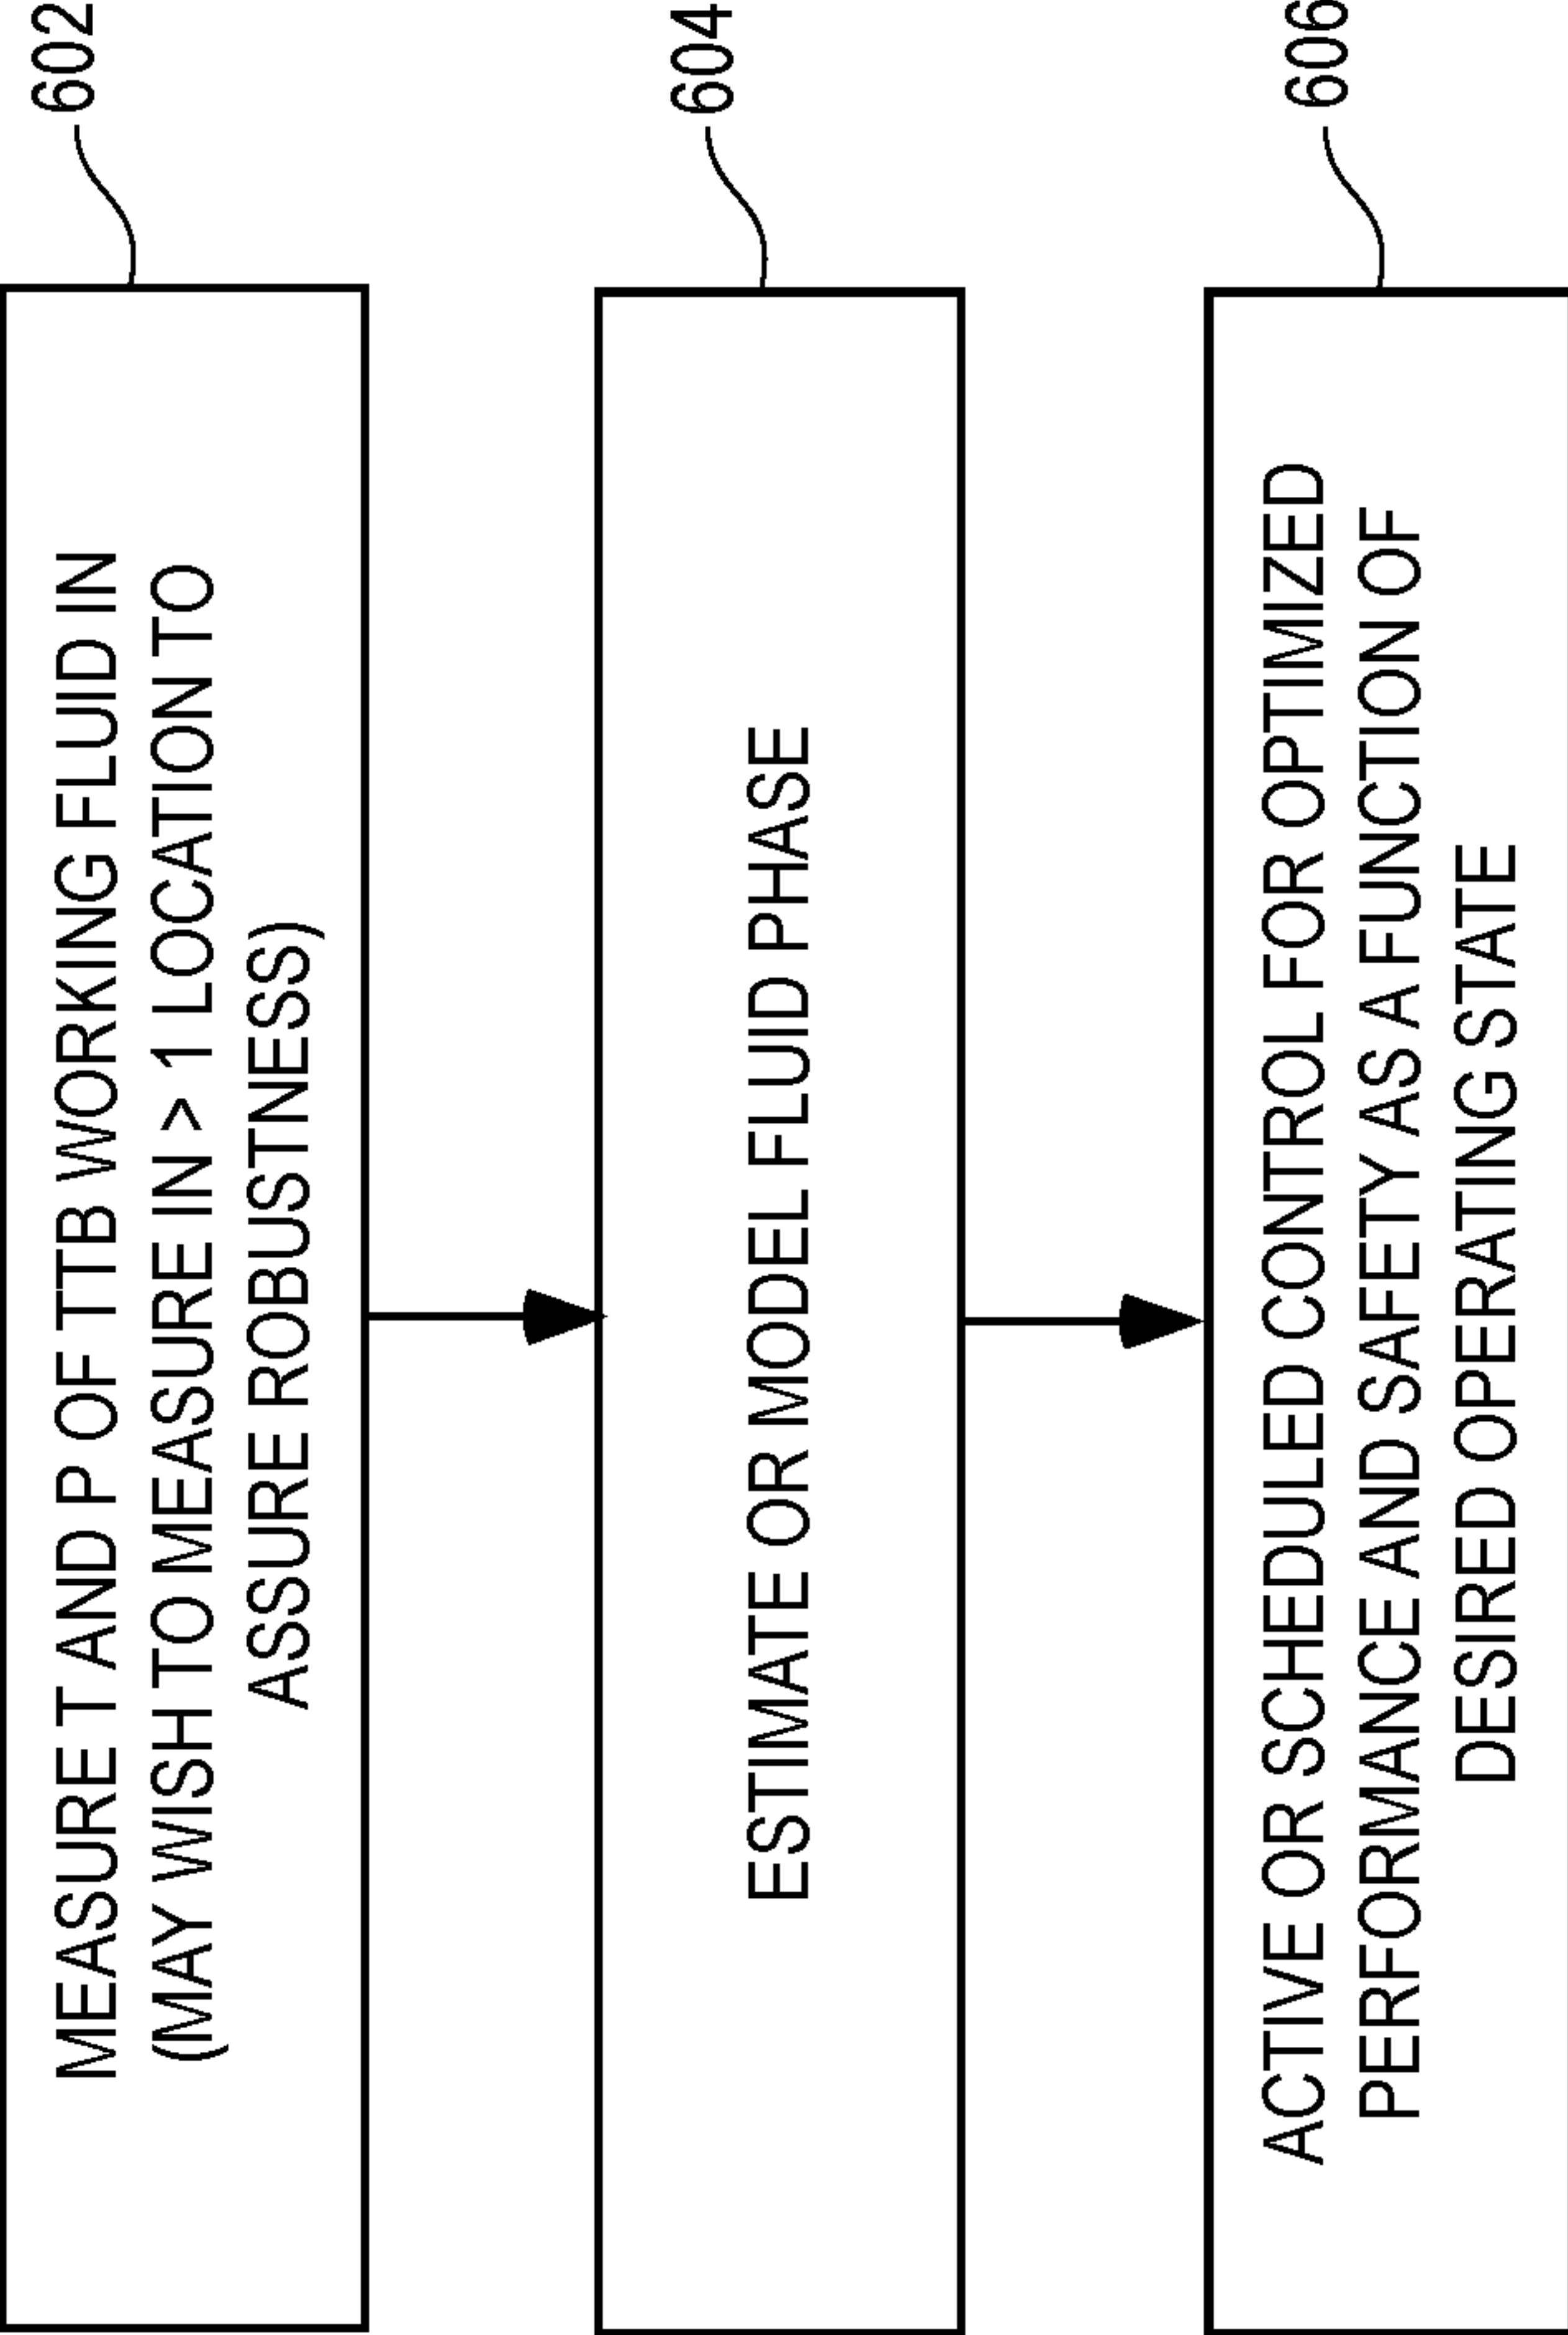 602
MEASURE T AND P OF TTB WORKING FLUID IN
(MAY WISH TO MEASURE IN > 1 LOCATION TO
ASSURE ROBUSTNESS)
604
ESTIMATE OR MODEL FLUID PHASE
606
ACTIVE OR SCHEDULED CONTROL FOR OPTIMIZED
PERFORMANCE AND SAFETY AS A FUNCTION OF
DESIRED OPERATING STATE